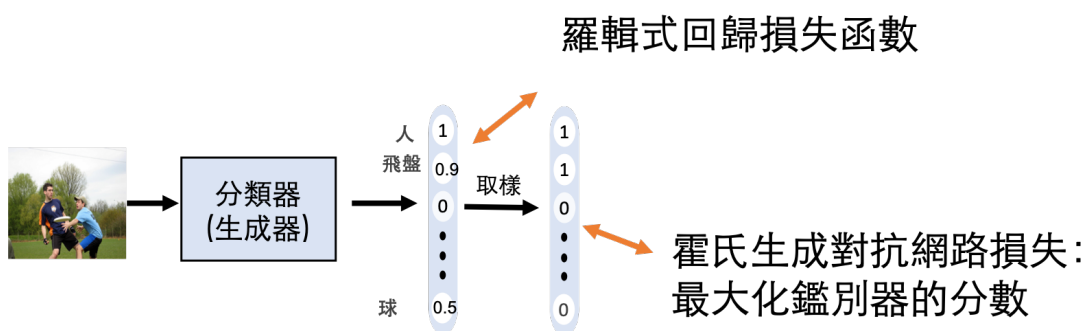 羅輯式回歸損失函數
人
飛盤
球
1
0.9
0
0.5
分類器
(生成器)
取樣
1
1
0
0
霍氏生成對抗網路損失:
最大化鑑別器的分數